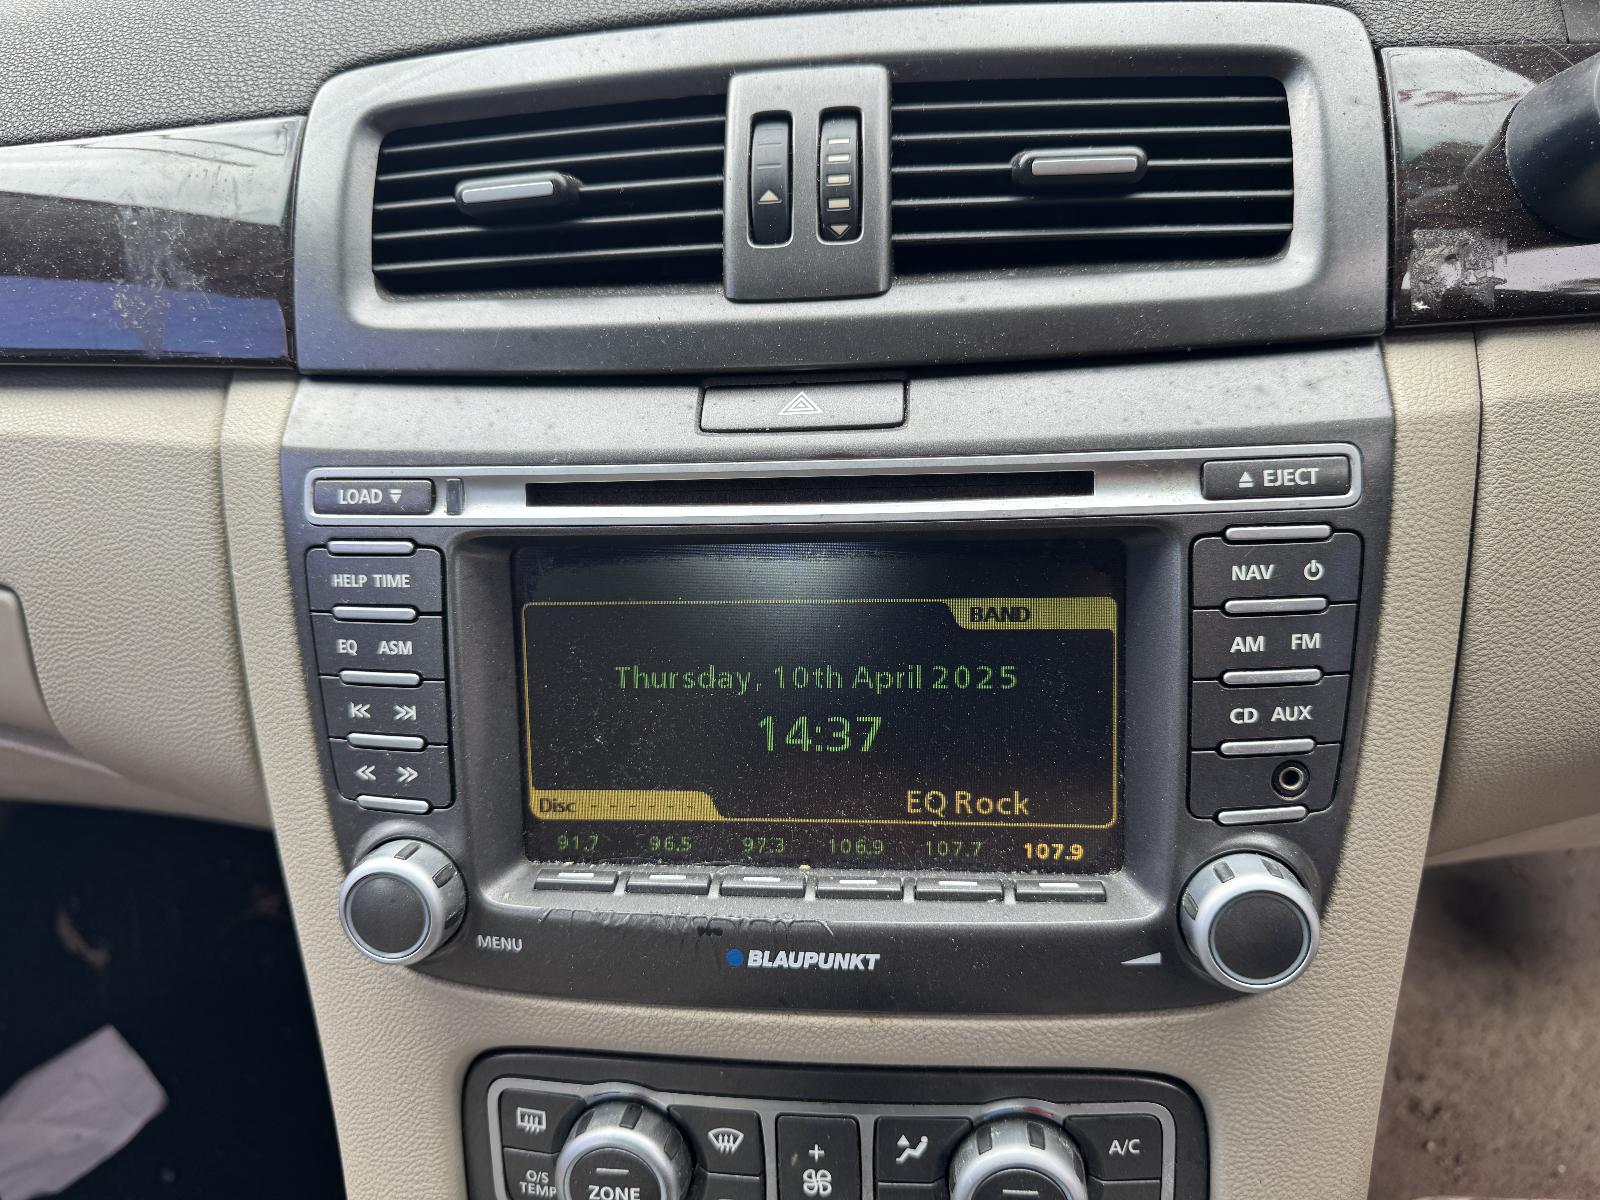 LOAD
EJECT
HELP TIME
NAV
EQ ASM
AM FM
CD AUX
BAND
Thursday, 10th April 2025
14:37
Disc - - - - - -
EQ Rock
91.7 96.5 97.3 106.9 107.7 107.9
MENU
BLAUPUNKT
O/S
TEMP
ZONE
+
A/C